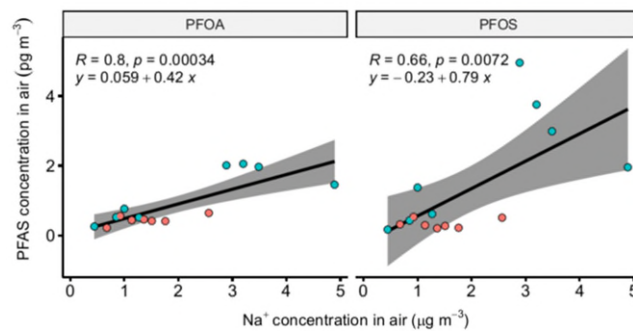 PFOA
PFOS
R = 0.8, p = 0.00034
y = 0.059 + 0.42 x
R = 0.66, p = 0.0072
y = −0.23 + 0.79 x
PFAS concentration in air (pg m−3)
4
2
0
0 1 2 3 4 5
0 1 2 3 4 5
Na+ concentration in air (μg m−3)